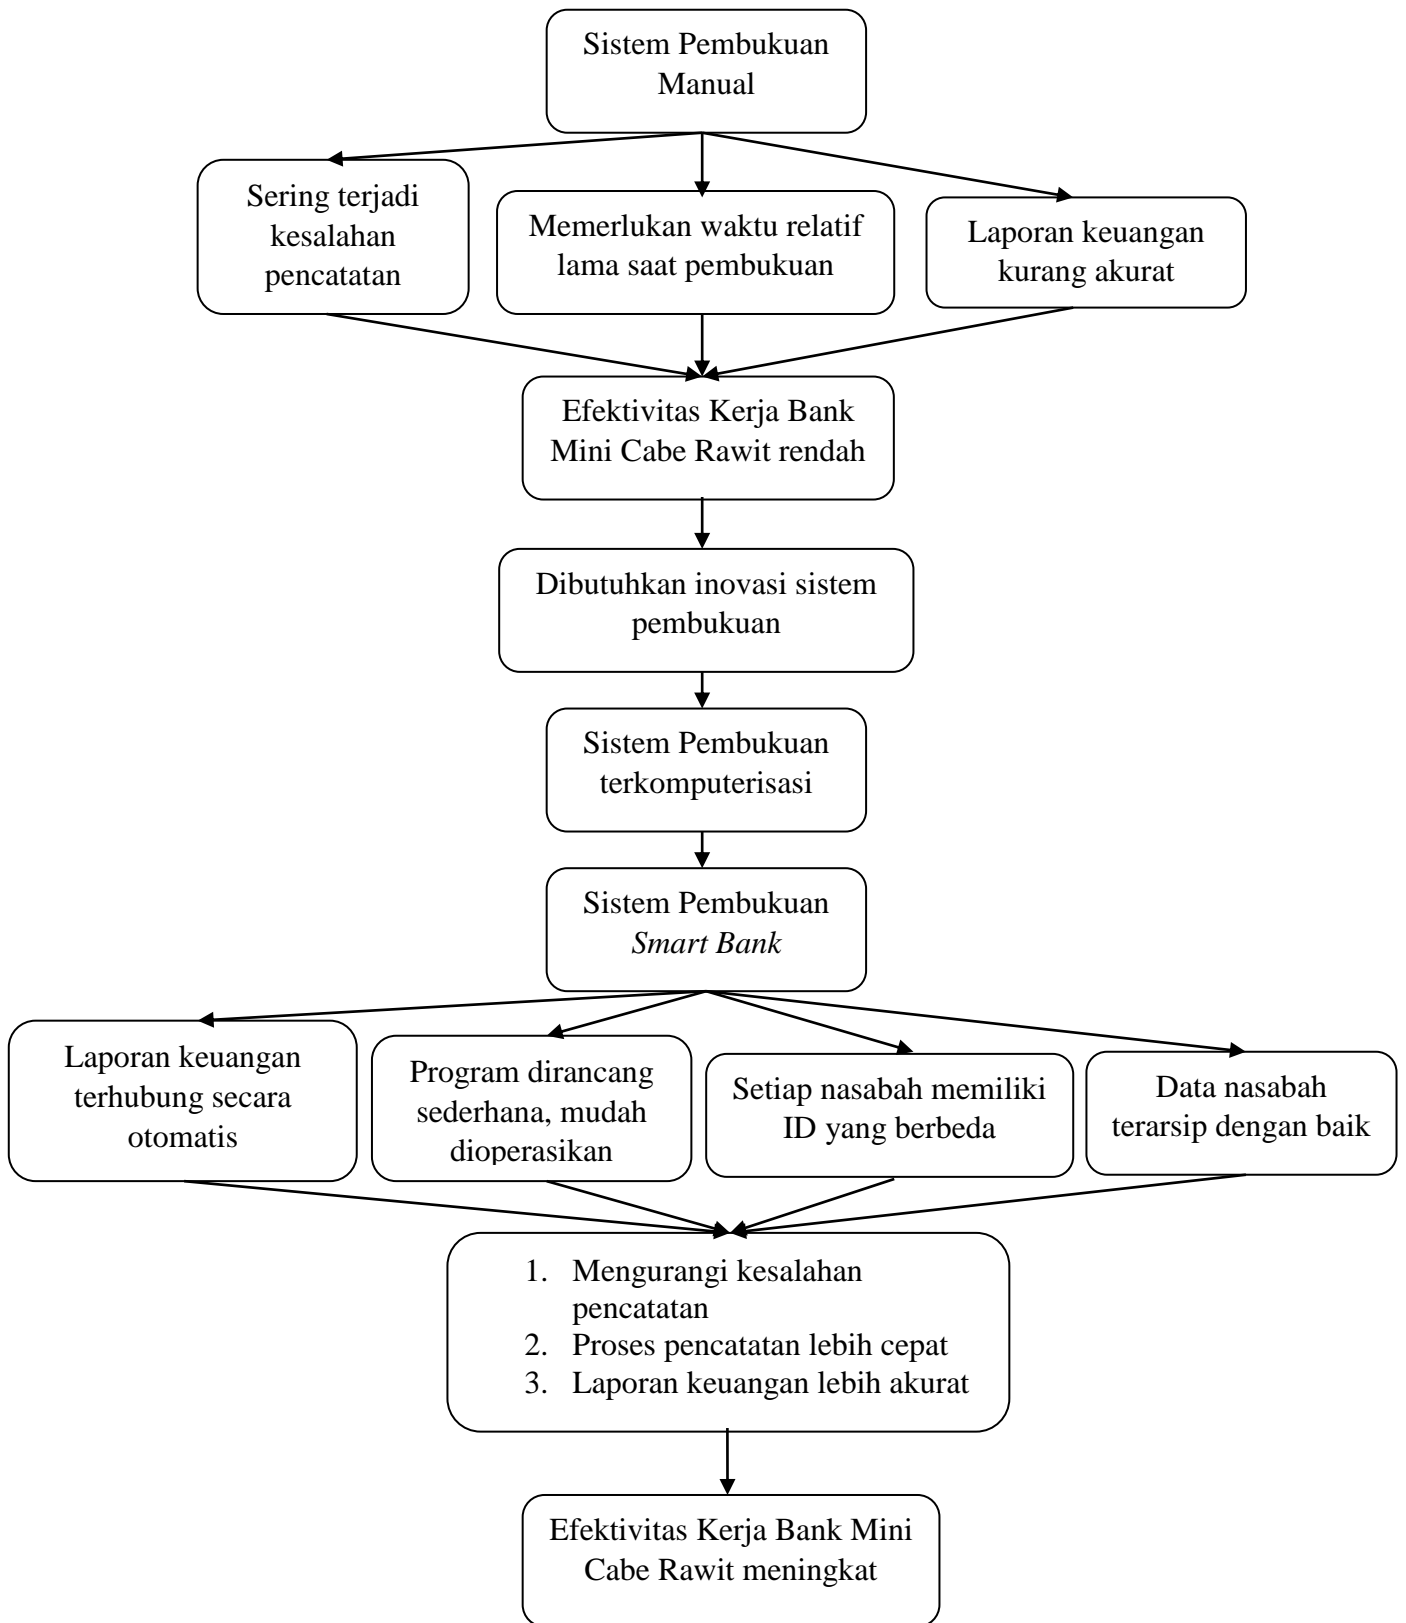 Sistem Pembukuan
Manual
Sering terjadi
kesalahan
pencatatan
Memerlukan waktu relatif
lama saat pembukuan
Laporan keuangan
kurang akurat
Efektivitas Kerja Bank
Mini Cabe Rawit rendah
Dibutuhkan inovasi sistem
pembukuan
Sistem Pembukuan
terkomputerisasi
Sistem Pembukuan
Smart Bank
Laporan keuangan
terhubung secara
otomatis
Program dirancang
sederhana, mudah
dioperasikan
Setiap nasabah memiliki
ID yang berbeda
Data nasabah
terarsip dengan baik
1. Mengurangi kesalahan
pencatatan
2. Proses pencatatan lebih cepat
3. Laporan keuangan lebih akurat
Efektivitas Kerja Bank Mini
Cabe Rawit meningkat